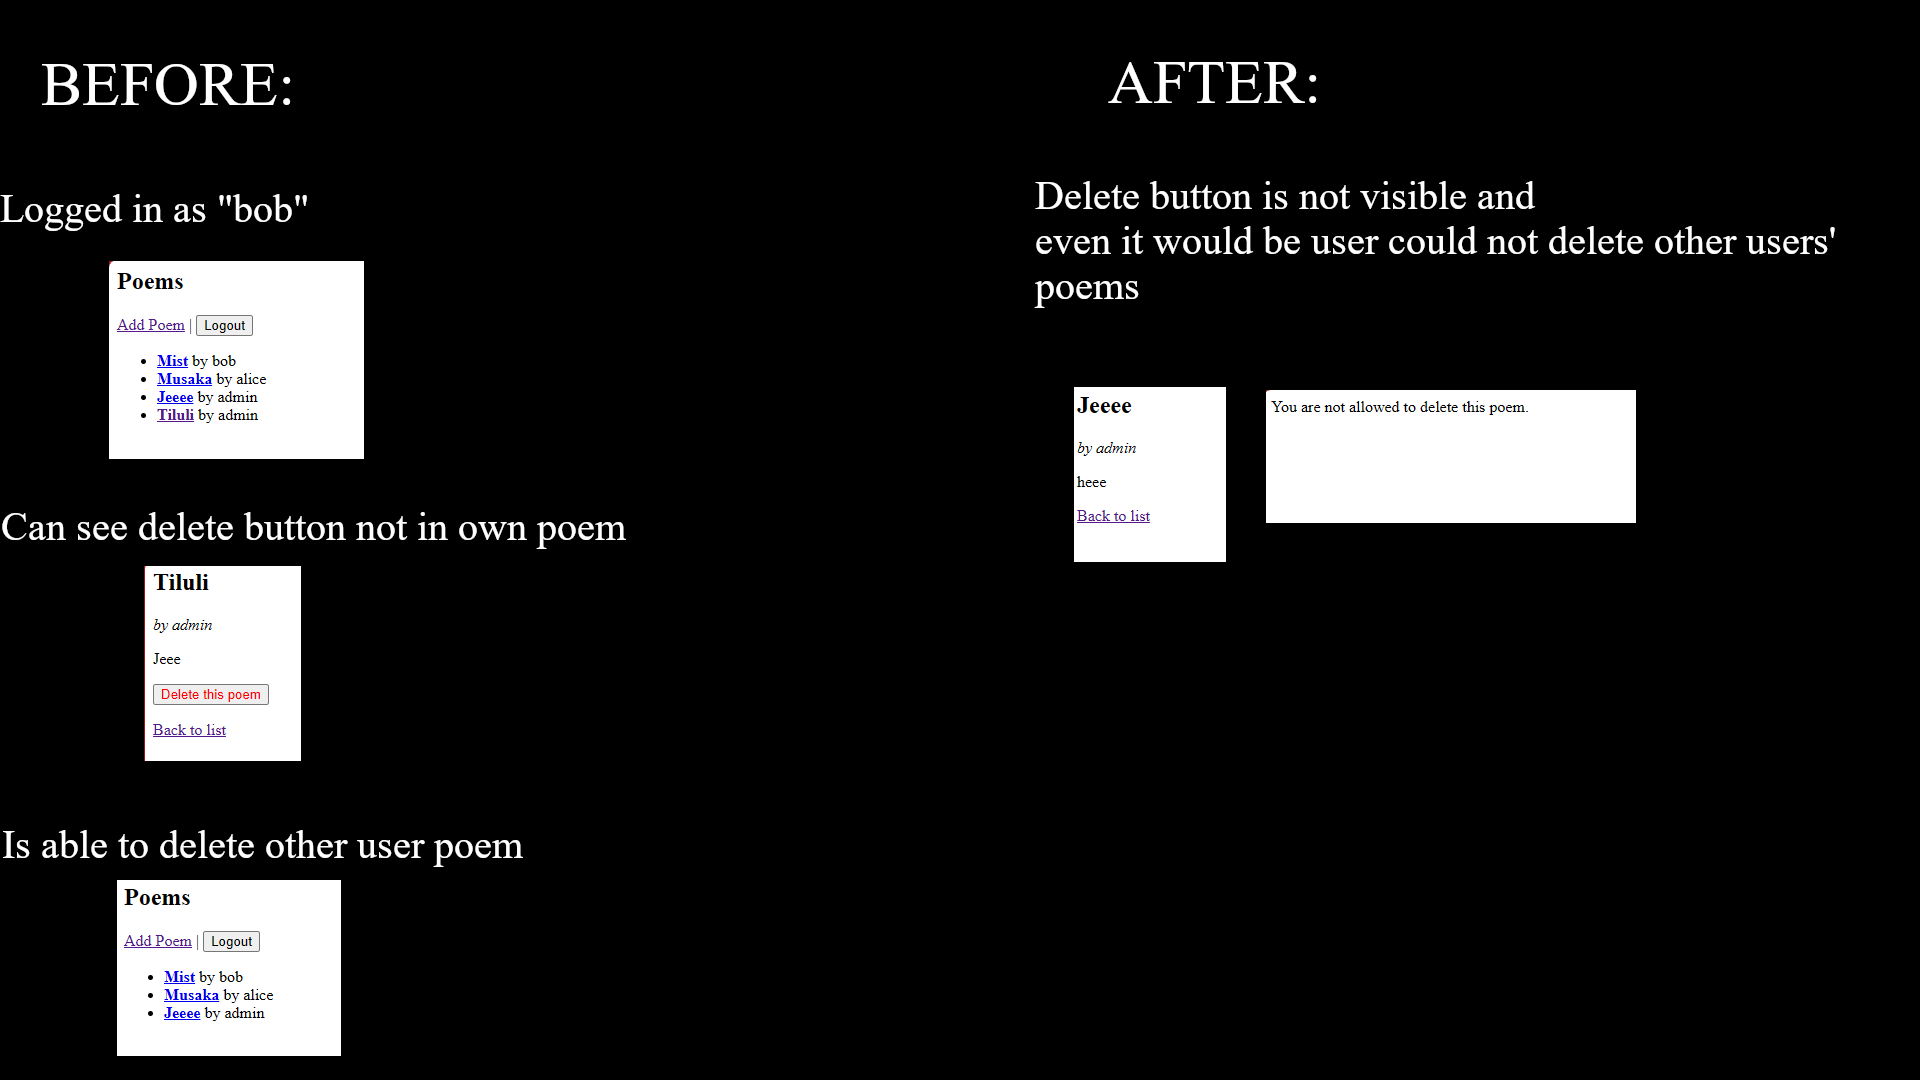 BEFORE:
Logged in as "bob"
Poems
Add Poem | Logout
Mist by bob
Musaka by alice
Jeeee by admin
Tiluli by admin
Can see delete button not in own poem
Tiluli
by admin
Jeee
Delete this poem
Back to list
Is able to delete other user poem
Poems
Add Poem | Logout
Mist by bob
Musaka by alice
Jeeee by admin
AFTER:
Delete button is not visible and
even it would be user could not delete other users'
poems
Jeeee
by admin
heee
Back to list
You are not allowed to delete this poem.